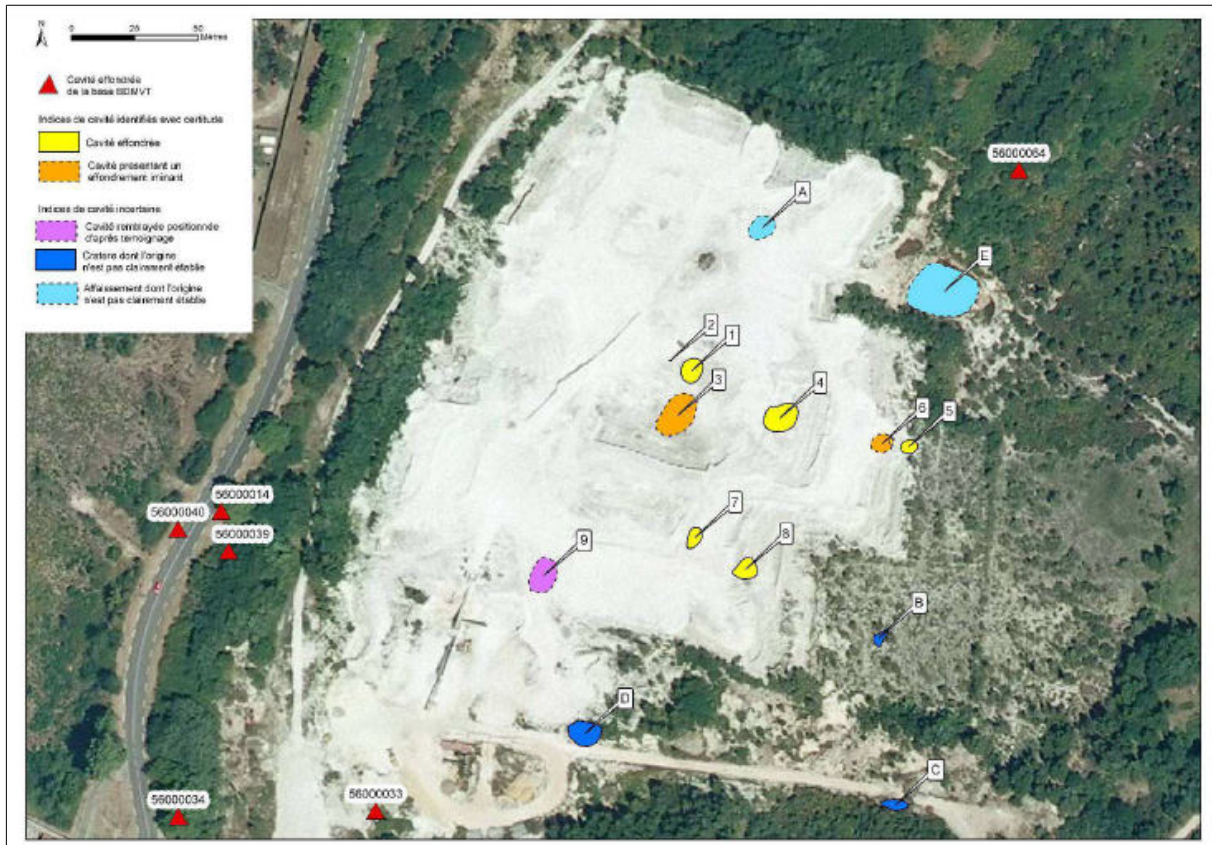 N
0 25 50
Mètres
Cavité effondrée
de la base BDMVT
Indices de cavité identifiés avec certitude
Cavité effondrée
Cavité présentant un
effondrement iminant
Indices de cavité incertaine
Cavité remblayée positionnée
d'après témoignage
Cratère dont l'origine
n'est pas clairement établie
Affaissement dont l'origine
n'est pas clairement établie
56000064
A
E
2
1
3
4
6
5
56000014
56000040
56000039
7
9
8
B
D
C
56000034
56000033